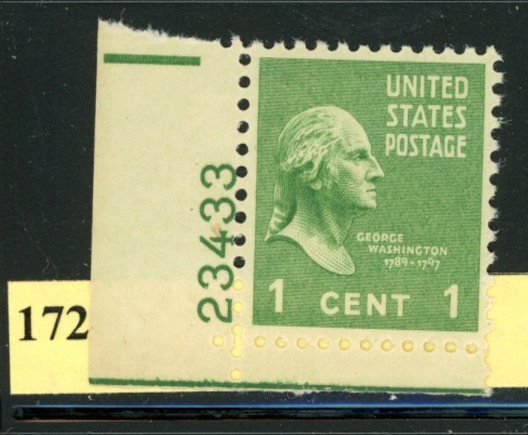 UNITED
STATES
POSTAGE
GEORGE
WASHINGTON
1789-1797
1 CENT 1
23433
172